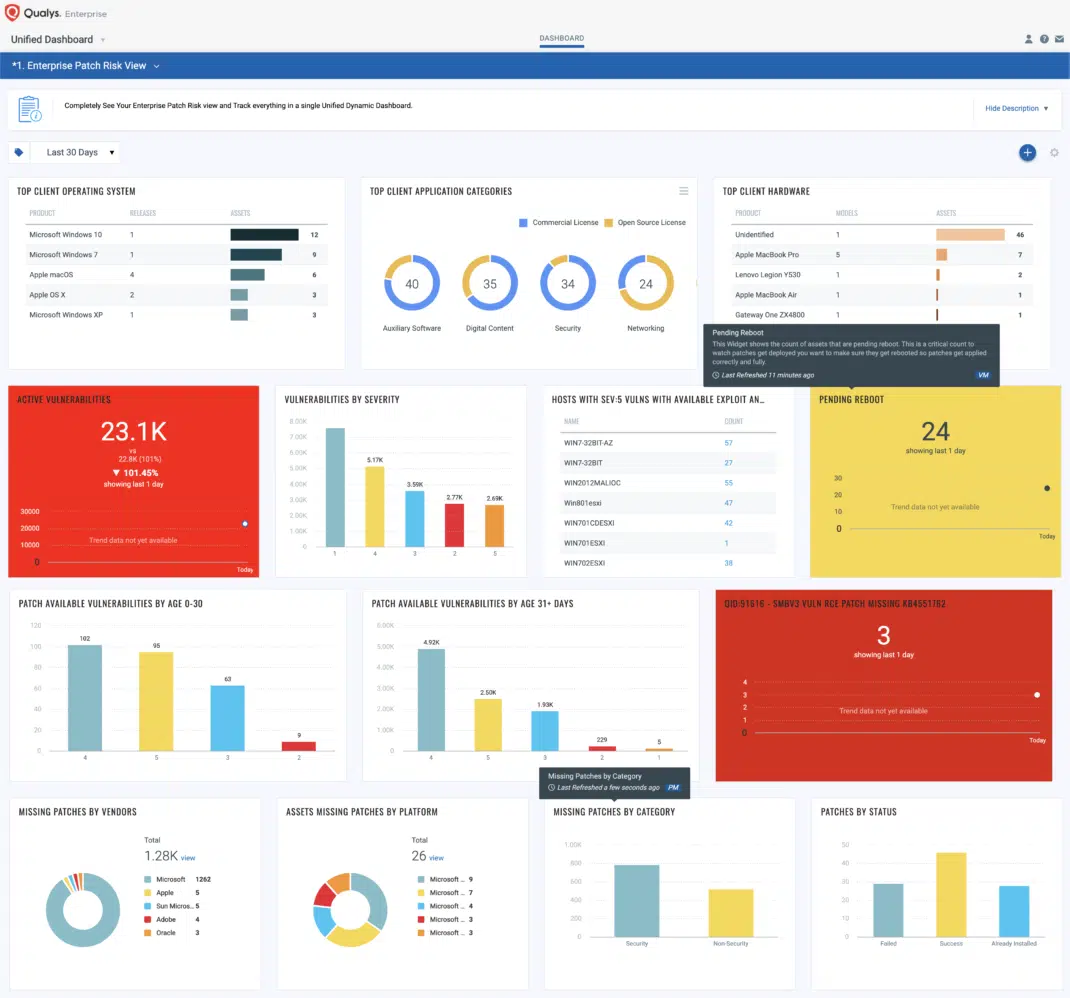 Qualys. Enterprise
Unified Dashboard
DASHBOARD
*1. Enterprise Patch Risk View
Completely See Your Enterprise Patch Risk view and Track everything in a single Unified Dynamic Dashboard.
Hide Description
Last 30 Days
TOP CLIENT OPERATING SYSTEM
PRODUCT RELEASES ASSETS
Microsoft Windows 10 1 12
Microsoft Windows 7 1 9
Apple macOS 4 6
Apple OS X 2 3
Microsoft Windows XP 1 3
TOP CLIENT APPLICATION CATEGORIES
Commercial License Open Source License
40 35 34 24
Auxiliary Software Digital Content Security Networking
TOP CLIENT HARDWARE
PRODUCT MODELS ASSETS
Unidentified 1 46
Apple MacBook Pro 5 7
Lenovo Legion Y530 1 2
Apple MacBook Air 1 1
Gateway One ZX4800 1 1
Pending Reboot
This Widget shows the count of assets that are pending reboot. This is a critical count to
watch patches get deployed you want to make sure they get rebooted so patches get applied
correctly and fully.
Last Refreshed 11 minutes ago VM
ACTIVE VULNERABILITIES
23.1K
vs
22.8K (101%)
▼ 101.45%
showing last 1 day
30000
20000
Trend data not yet available
10000
0
Today
VULNERABILITIES BY SEVERITY
8.00K
7.00K
6.00K
5.00K
4.00K
3.00K
2.00K
1.00K
0
5.17K
3.59K
2.77K
2.69K
1 4 3 2 5
HOSTS WITH SEV:5 VULNS WITH AVAILABLE EXPLOIT AN...
NAME COUNT
WIN7-32BIT-AZ 57
WIN7-32BIT 27
WIN2012MALIOC 55
Win801esxi 47
WIN701CDESXI 42
WIN701ESXI 1
WIN702ESXI 38
PENDING REBOOT
24
showing last 1 day
30
20
Trend data not yet available
10
0
Today
PATCH AVAILABLE VULNERABILITIES BY AGE 0-30
120
100
80
60
40
20
0
102
95
63
9
4 5 3 2
PATCH AVAILABLE VULNERABILITIES BY AGE 31+ DAYS
6.00K
5.00K
4.00K
3.00K
2.00K
1.00K
0
4.92K
2.50K
1.93K
229
5
4 5 3 2 1
QID:91616 - SMBV3 VULN RCE PATCH MISSING KB4551762
3
showing last 1 day
4
3
2
Trend data not yet available
1
0
Today
Missing Patches by Category
Last Refreshed a few seconds ago PM
MISSING PATCHES BY VENDORS
Total
1.28K view
Microsoft 1262
Apple 5
Sun Micros... 5
Adobe 4
Oracle 3
ASSETS MISSING PATCHES BY PLATFORM
Total
26 view
Microsoft ... 9
Microsoft ... 7
Microsoft ... 4
Microsoft ... 3
Microsoft ... 3
MISSING PATCHES BY CATEGORY
1.00K
800
600
400
200
0
Security Non-Security
PATCHES BY STATUS
50
40
30
20
10
0
Failed Success Already Installed